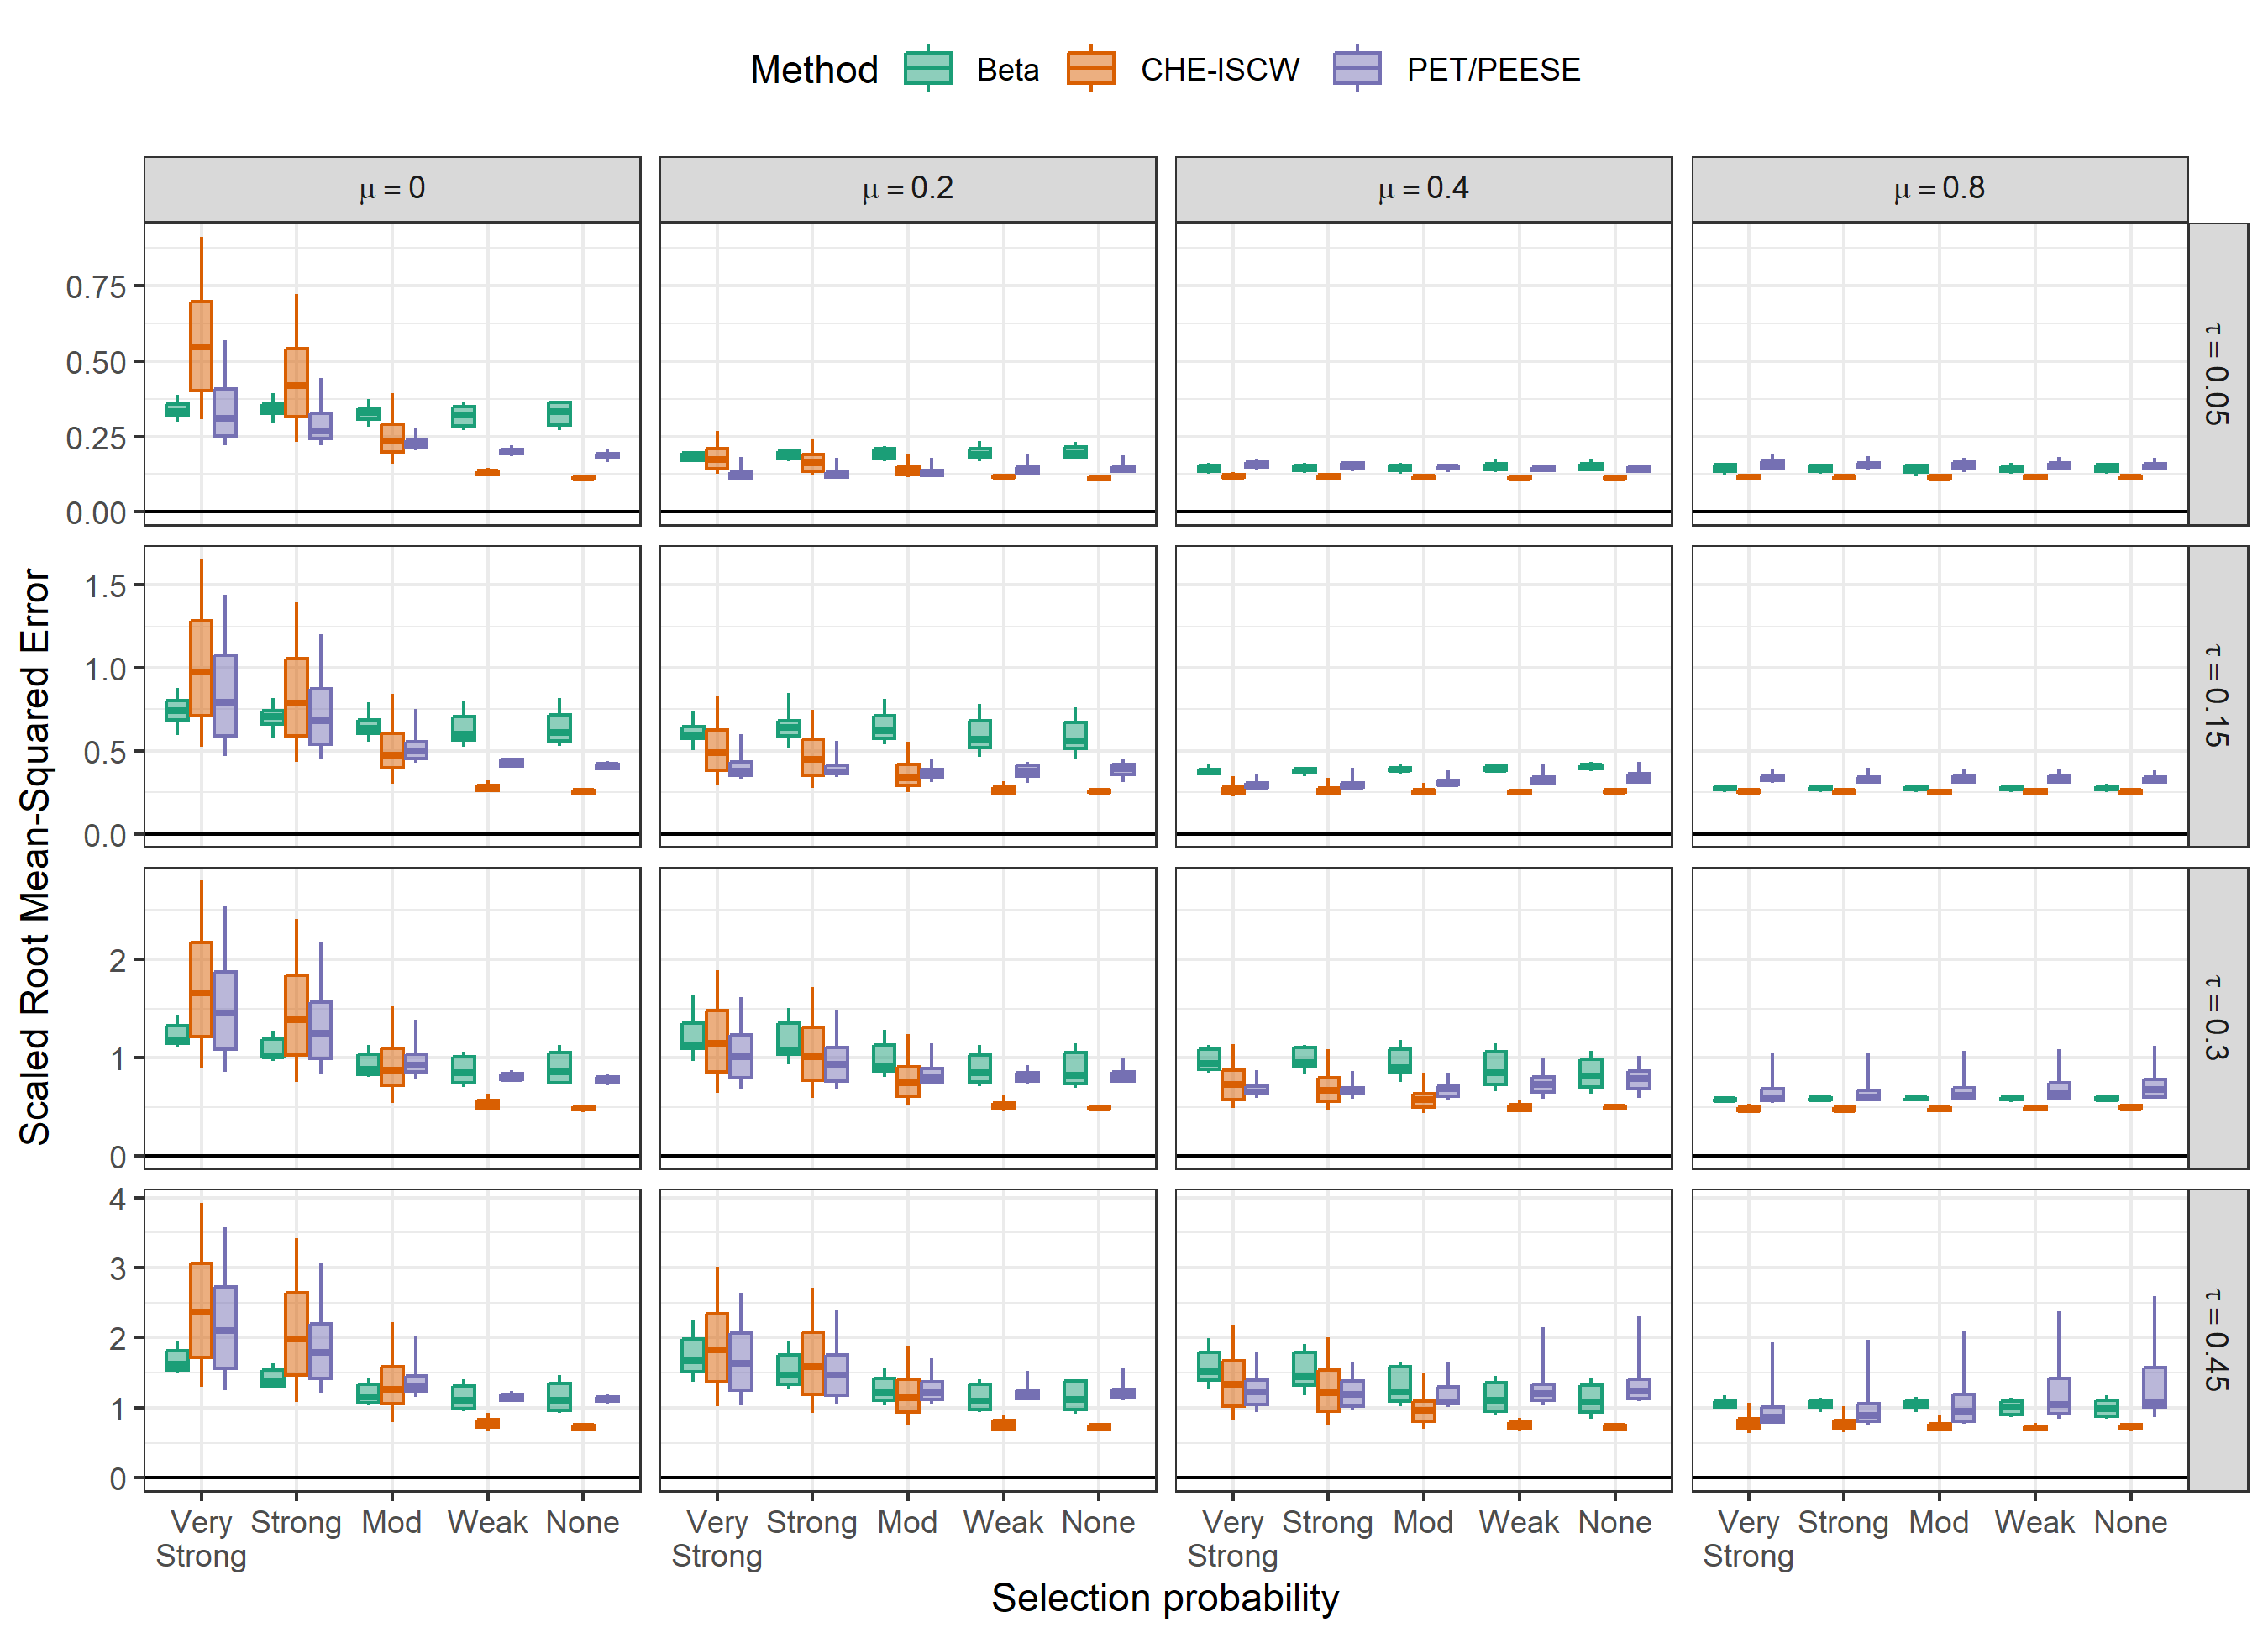 Method Beta CHE-ISCW PET/PEESE
μ = 0 μ = 0.2 μ = 0.4 μ = 0.8
Scaled Root Mean-Squared Error
0.75
0.50
0.25
0.00
τ = 0.05
1.5
1.0
0.5
0.0
τ = 0.15
2
1
0
τ = 0.3
4
3
2
1
0
τ = 0.45
Very Strong Mod Weak None Very Strong Mod Weak None Very Strong Mod Weak None Very Strong Mod Weak None
Strong Strong Strong Strong
Selection probability